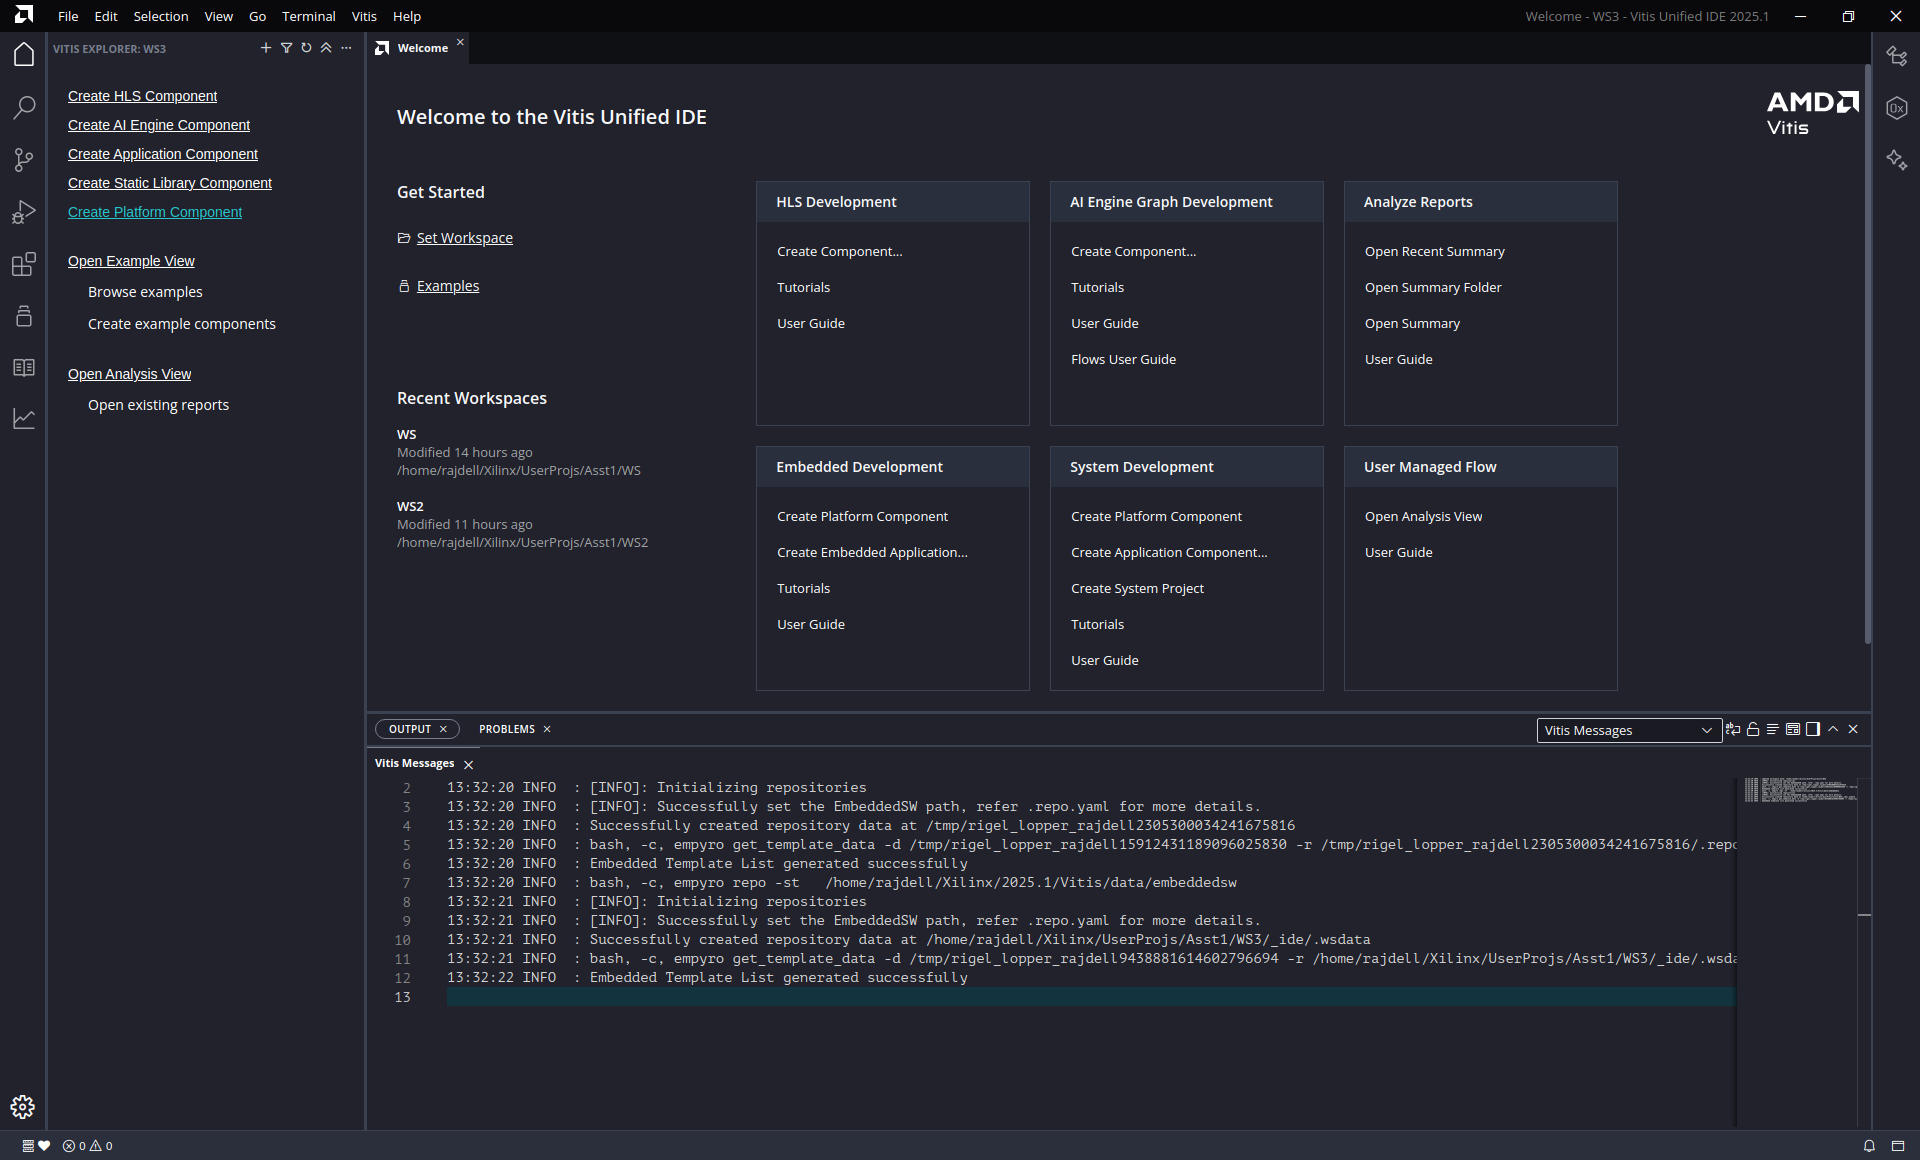 File Edit Selection View Go Terminal Vitis Help
Welcome - WS3 - Vitis Unified IDE 2025.1
VITIS EXPLORER: WS3
Create HLS Component
Create AI Engine Component
Create Application Component
Create Static Library Component
Create Platform Component
Open Example View
Browse examples
Create example components
Open Analysis View
Open existing reports
Welcome
Welcome to the Vitis Unified IDE
AMD
Vitis
Get Started
Set Workspace
Examples
Recent Workspaces
WS
Modified 14 hours ago
/home/rajdell/Xilinx/UserProjs/Asst1/WS
WS2
Modified 11 hours ago
/home/rajdell/Xilinx/UserProjs/Asst1/WS2
HLS Development
Create Component...
Tutorials
User Guide
AI Engine Graph Development
Create Component...
Tutorials
User Guide
Flows User Guide
Analyze Reports
Open Recent Summary
Open Summary Folder
Open Summary
User Guide
Embedded Development
Create Platform Component
Create Embedded Application...
Tutorials
User Guide
System Development
Create Platform Component
Create Application Component...
Create System Project
Tutorials
User Guide
User Managed Flow
Open Analysis View
User Guide
0x
OUTPUT PROBLEMS
Vitis Messages
Vitis Messages
2 13:32:20 INFO : [INFO]: Initializing repositories
3 13:32:20 INFO : [INFO]: Successfully set the EmbeddedSW path, refer .repo.yaml for more details.
4 13:32:20 INFO : Successfully created repository data at /tmp/rigel_lopper_rajdell2305300034241675816
5 13:32:20 INFO : bash, -c, empyro get_template_data -d /tmp/rigel_lopper_rajdell15912431189096025830 -r /tmp/rigel_lopper_rajdell2305300034241675816/.repo
6 13:32:20 INFO : Embedded Template List generated successfully
7 13:32:20 INFO : bash, -c, empyro repo -st /home/rajdell/Xilinx/2025.1/Vitis/data/embeddedsw
8 13:32:21 INFO : [INFO]: Initializing repositories
9 13:32:21 INFO : [INFO]: Successfully set the EmbeddedSW path, refer .repo.yaml for more details.
10 13:32:21 INFO : Successfully created repository data at /home/rajdell/Xilinx/UserProjs/Asst1/WS3/_ide/.wsdata
11 13:32:21 INFO : bash, -c, empyro get_template_data -d /tmp/rigel_lopper_rajdell9438881614602796694 -r /home/rajdell/Xilinx/UserProjs/Asst1/WS3/_ide/.wsda
12 13:32:22 INFO : Embedded Template List generated successfully
13
0 0